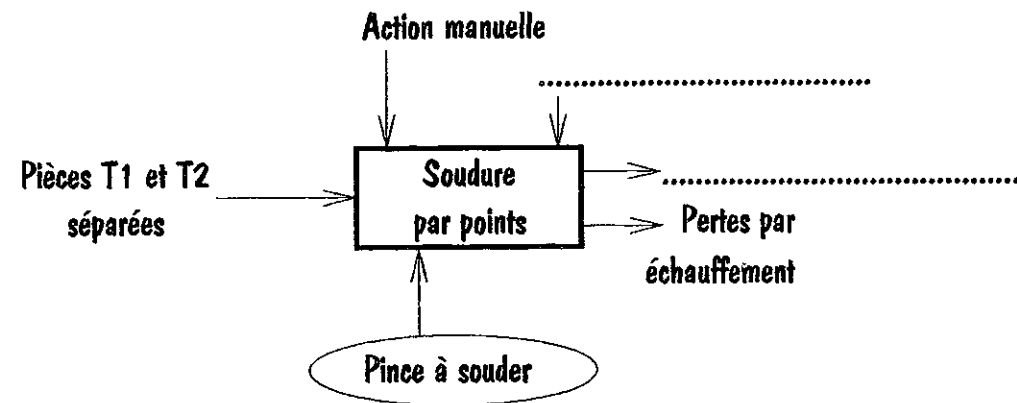 Action manuelle
Pièces T1 et T2
séparées
Soudure
par points
Pertes par
échauffement
Pince à souder